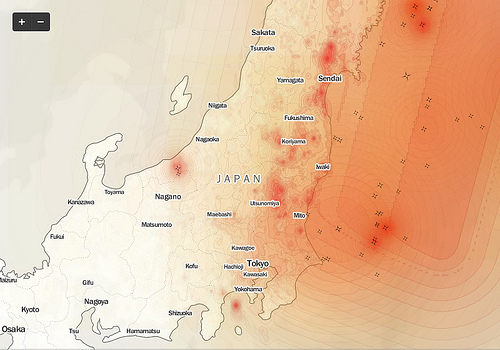 + −
Sakata
Tsuruoka
Yamagata
Sendai
Niigata
Fukushima
Nagaoka
Koriyama
Iwaki
JAPAN
Toyama
Nagano
Kanazawa
Utsunomiya
Maebashi
Mito
Matsumoto
Fukui
Kawagoe
Kofu
Hachioji
Tokyo
Kawasaki
Gifu
Yokohama
Nagoya
Kyoto
Shizuoka
Osaka
Tsu
Hamamatsu